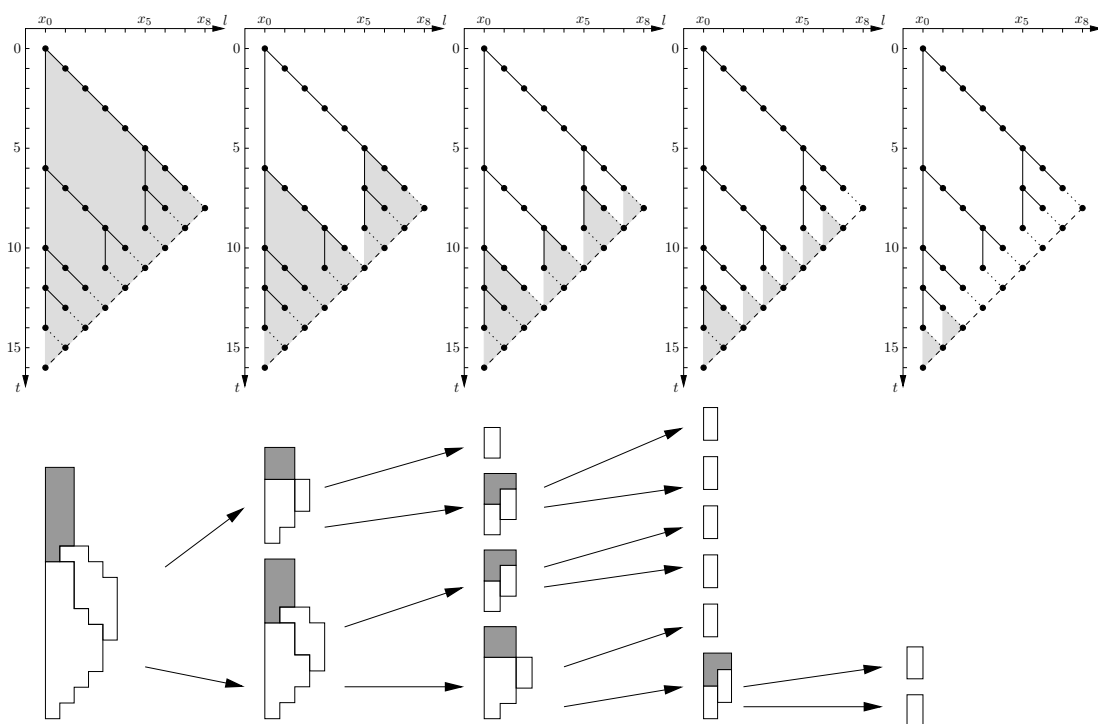 x₀ x₅ x₈ l x₀ x₅ x₈ l x₀ x₅ x₈ l x₀ x₅ x₈ l x₀ x₅ x₈ l
0 0 0 0 0
5 5 5 5 5
10 10 10 10 10
15 15 15 15 15
t t t t t